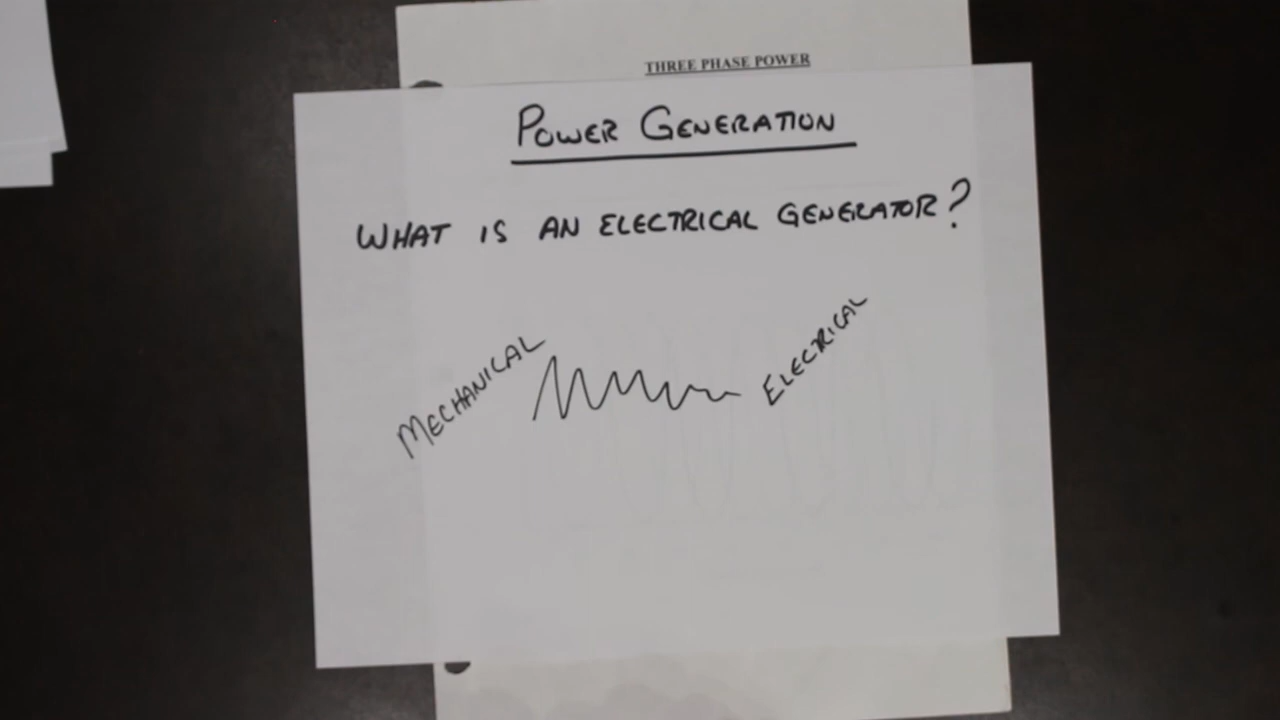 THREE PHASE POWER
POWER GENERATION
WHAT IS AN ELECTRICAL GENERATOR?
MECHANICAL
ELECTRICAL